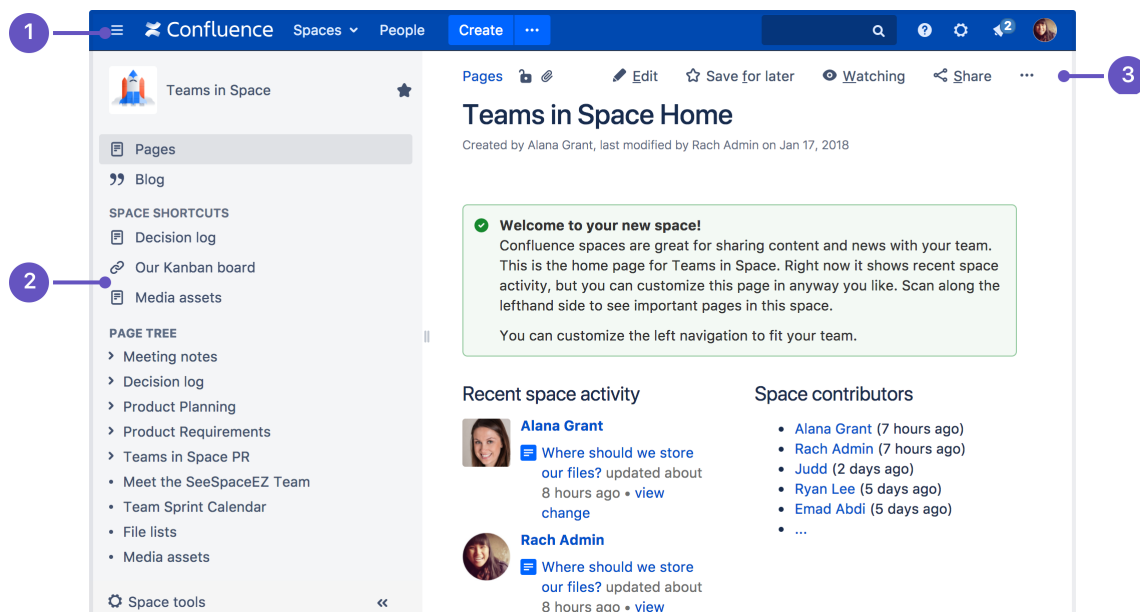 1
Confluence Spaces People Create ··· 2
3
Teams in Space
Pages
Blog
SPACE SHORTCUTS
Decision log
Our Kanban board
Media assets
2
PAGE TREE
Meeting notes
Decision log
Product Planning
Product Requirements
Teams in Space PR
Meet the SeeSpaceEZ Team
Team Sprint Calendar
File lists
Media assets
Space tools
Pages Edit Save for later Watching Share ···
Teams in Space Home
Created by Alana Grant, last modified by Rach Admin on Jan 17, 2018
Welcome to your new space!
Confluence spaces are great for sharing content and news with your team.
This is the home page for Teams in Space. Right now it shows recent space
activity, but you can customize this page in anyway you like. Scan along the
lefthand side to see important pages in this space.
You can customize the left navigation to fit your team.
Recent space activity
Alana Grant
Where should we store
our files? updated about
8 hours ago • view
change
Rach Admin
Where should we store
our files? updated about
8 hours ago • view
Space contributors
Alana Grant (7 hours ago)
Rach Admin (7 hours ago)
Judd (2 days ago)
Ryan Lee (5 days ago)
Emad Abdi (5 days ago)
...